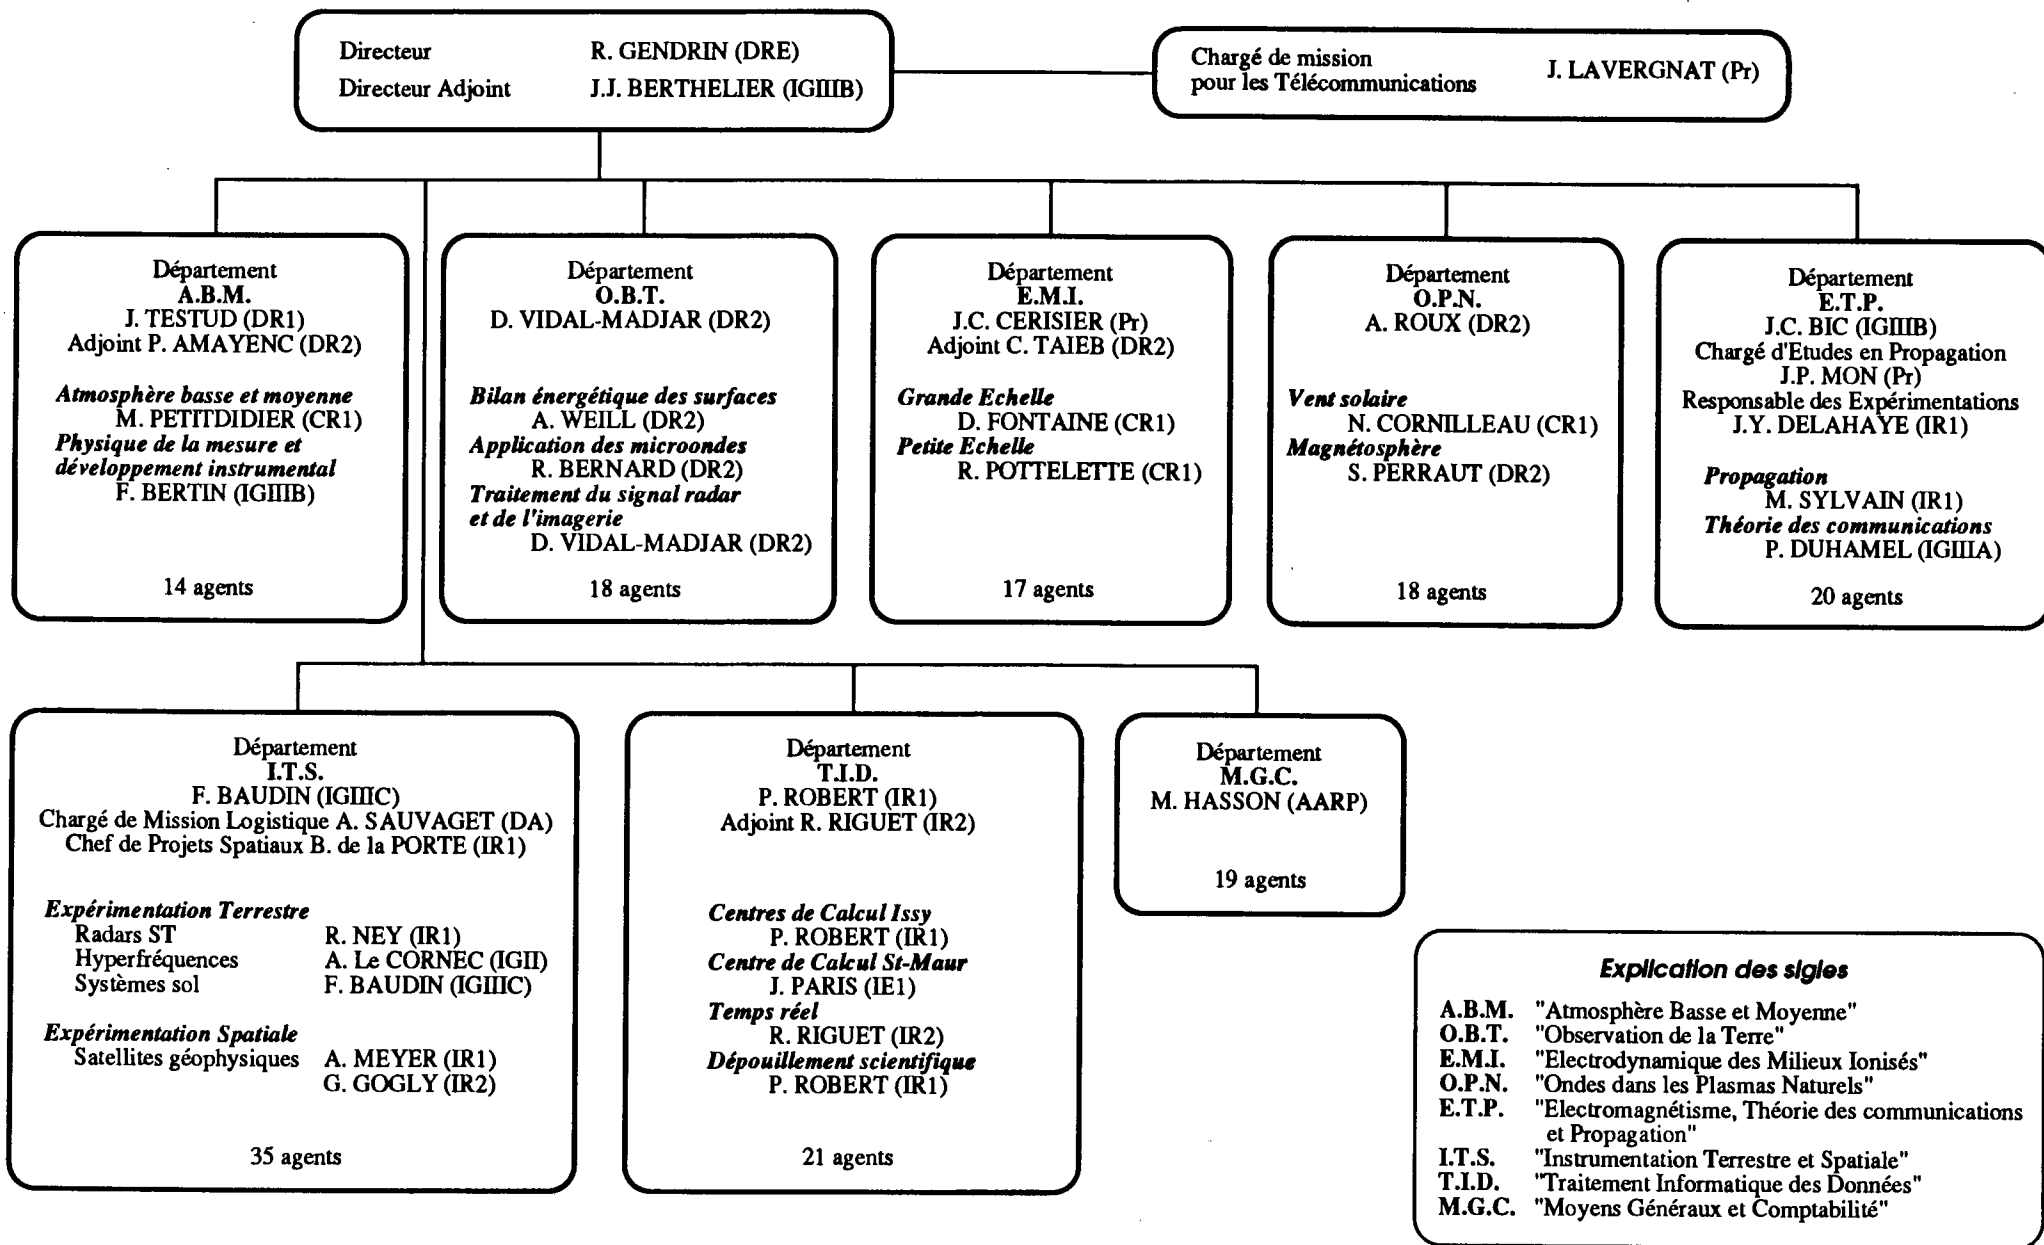 Directeur R. GENDRIN (DRE)
Directeur Adjoint J.J. BERTHELIER (IGIIIB)
Chargé de mission
pour les Télécommunications J. LAVERGNAT (Pr)
Département
A.B.M.
J. TESTUD (DR1)
Adjoint P. AMAYENC (DR2)
Atmosphère basse et moyenne
M. PETITDIDIER (CR1)
Physique de la mesure et
développement instrumental
F. BERTIN (IGIIIB)
14 agents
Département
O.B.T.
D. VIDAL-MADJAR (DR2)
Bilan énergétique des surfaces
A. WEILL (DR2)
Application des microondes
R. BERNARD (DR2)
Traitement du signal radar
et de l'imagerie
D. VIDAL-MADJAR (DR2)
18 agents
Département
E.M.I.
J.C. CERISIER (Pr)
Adjoint C. TAIEB (DR2)
Grande Echelle
D. FONTAINE (CR1)
Petite Echelle
R. POTTELETTE (CR1)
17 agents
Département
O.P.N.
A. ROUX (DR2)
Vent solaire
N. CORNILLEAU (CR1)
Magnétosphère
S. PERRAUT (DR2)
18 agents
Département
E.T.P.
J.C. BIC (IGIIIB)
Chargé d'Etudes en Propagation
J.P. MON (Pr)
Responsable des Expérimentations
J.Y. DELAHAYE (IR1)
Propagation
M. SYLVAIN (IR1)
Théorie des communications
P. DUHAMEL (IGIIIA)
20 agents
Département
I.T.S.
F. BAUDIN (IGIIIC)
Chargé de Mission Logistique A. SAUVAGET (DA)
Chef de Projets Spatiaux B. de la PORTE (IR1)
Expérimentation Terrestre
Radars ST R. NEY (IR1)
Hyperfréquences A. Le CORNEC (IGII)
Systèmes sol F. BAUDIN (IGIIIC)
Expérimentation Spatiale
Satellites géophysiques A. MEYER (IR1)
G. GOGLY (IR2)
35 agents
Département
T.I.D.
P. ROBERT (IR1)
Adjoint R. RIGUET (IR2)
Centres de Calcul Issy
P. ROBERT (IR1)
Centre de Calcul St-Maur
J. PARIS (IE1)
Temps réel
R. RIGUET (IR2)
Dépouillement scientifique
P. ROBERT (IR1)
21 agents
Département
M.G.C.
M. HASSON (AARP)
19 agents
Explication des sigles
A.B.M. "Atmosphère Basse et Moyenne"
O.B.T. "Observation de la Terre"
E.M.I. "Electrodynamique des Milieux Ionisés"
O.P.N. "Ondes dans les Plasmas Naturels"
E.T.P. "Electromagnétisme, Théorie des communications
et Propagation"
I.T.S. "Instrumentation Terrestre et Spatiale"
T.I.D. "Traitement Informatique des Données"
M.G.C. "Moyens Généraux et Comptabilité"